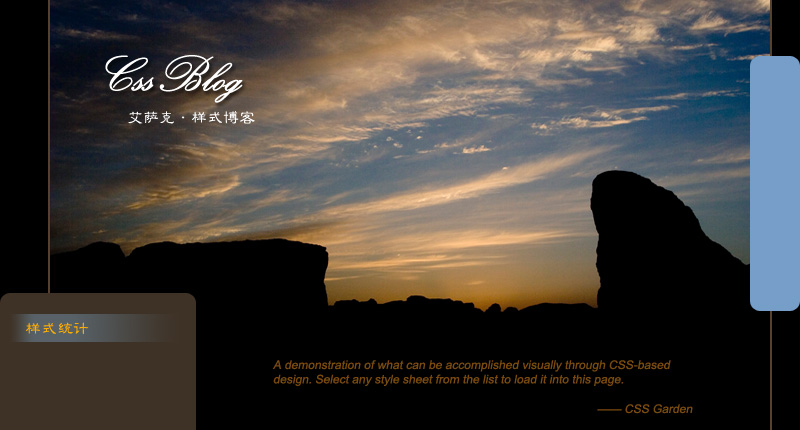 Css Blog
艾萨克·样式博客
样式统计
A demonstration of what can be accomplished visually through CSS-based
design. Select any style sheet from the list to load it into this page.
—— CSS Garden